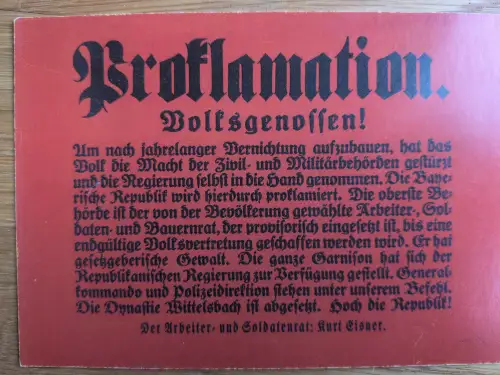 Proklamation.
Volksgenossen!
Um nach jahrelanger Vernichtung aufzubauen, hat das
Volk die Macht der Zivil- und Militärbehörden gestürzt
und die Regierung selbst in die Hand genommen. Die Baye-
rische Republik wird hierdurch proklamiert. Die oberste Be-
hörde ist der von der Bevölkerung gewählte Arbeiter-, Sol-
daten- und Bauernrat, der provisorisch eingesetzt ist, bis eine
endgültige Volksvertretung geschaffen werden wird. Er hat
gesetzgeberische Gewalt. Die ganze Garnison hat sich der
Republikanischen Regierung zur Verfügung gestellt. General-
kommando und Polizeidirektion stehen unter unserem Befehl.
Die Dynastie Wittelsbach ist abgesetzt. Hoch die Republik!
Der Arbeiter- und Soldatenrat: Kurt Eisner.